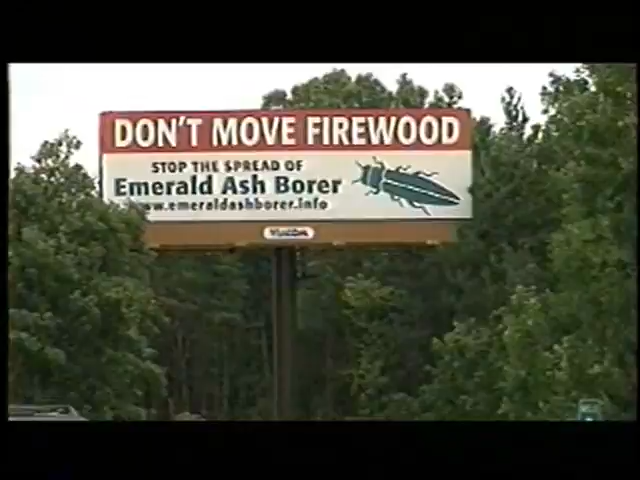 DON'T MOVE FIREWOOD
STOP THE SPREAD OF
Emerald Ash Borer
www.emeraldashborer.info